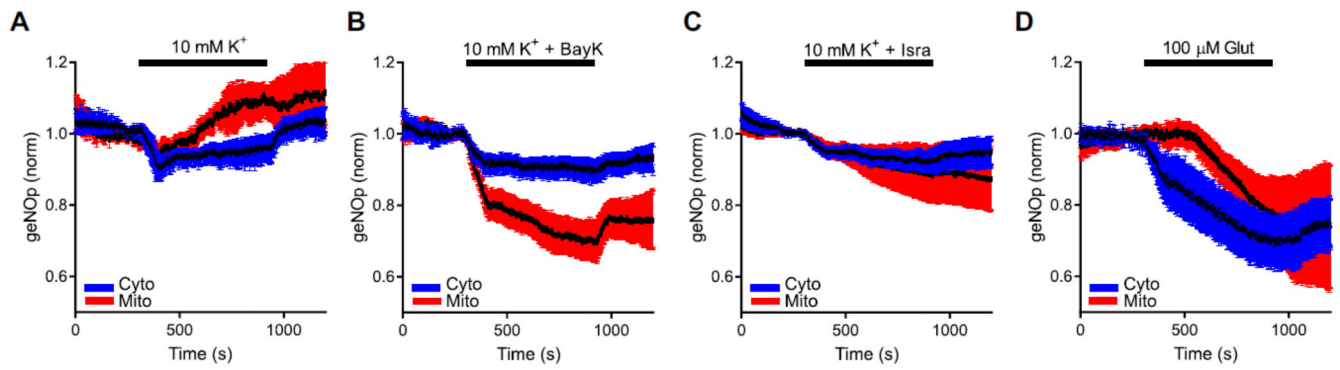 A
10 mM K⁺
geNOp (norm)
1.2
1.0
0.8
0.6
Cyto
Mito
0
500
1000
Time (s)
B
10 mM K⁺ + BayK
geNOp (norm)
1.2
1.0
0.8
0.6
Cyto
Mito
0
500
1000
Time (s)
C
10 mM K⁺ + Isra
geNOp (norm)
1.2
1.0
0.8
0.6
Cyto
Mito
0
500
1000
Time (s)
D
100 μM Glut
geNOp (norm)
1.2
1.0
0.8
0.6
Cyto
Mito
0
500
1000
Time (s)